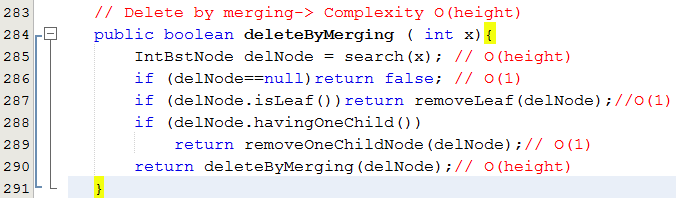 283 // Delete by merging-> Complexity O(height)
284 public boolean deleteByMerging ( int x){
285 IntBstNode delNode = search(x); // O(height)
286 if (delNode==null)return false; // O(1)
287 if (delNode.isLeaf())return removeLeaf(delNode);//O(1)
288 if (delNode.havingOneChild())
289 return removeOneChildNode(delNode);// O(1)
290 return deleteByMerging(delNode);// O(height)
291 }